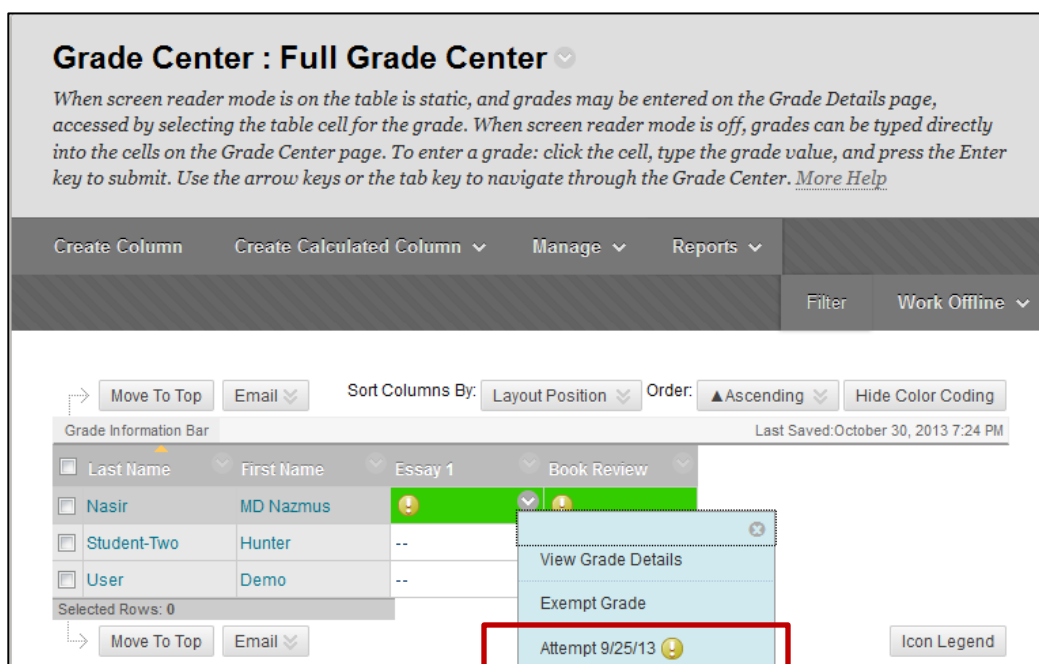 Grade Center : Full Grade Center
When screen reader mode is on the table is static, and grades may be entered on the Grade Details page,
accessed by selecting the table cell for the grade. When screen reader mode is off, grades can be typed directly
into the cells on the Grade Center page. To enter a grade: click the cell, type the grade value, and press the Enter
key to submit. Use the arrow keys or the tab key to navigate through the Grade Center. More Help
Create Column Create Calculated Column Manage Reports
Filter Work Offline
Move To Top Email Sort Columns By: Layout Position Order: ▲Ascending Hide Color Coding
Grade Information Bar Last Saved:October 30, 2013 7:24 PM
Last Name First Name Essay 1 Book Review
Nasir MD Nazmus
Student-Two Hunter --
User Demo --
View Grade Details
Exempt Grade
Attempt 9/25/13
Selected Rows: 0
Move To Top Email Icon Legend